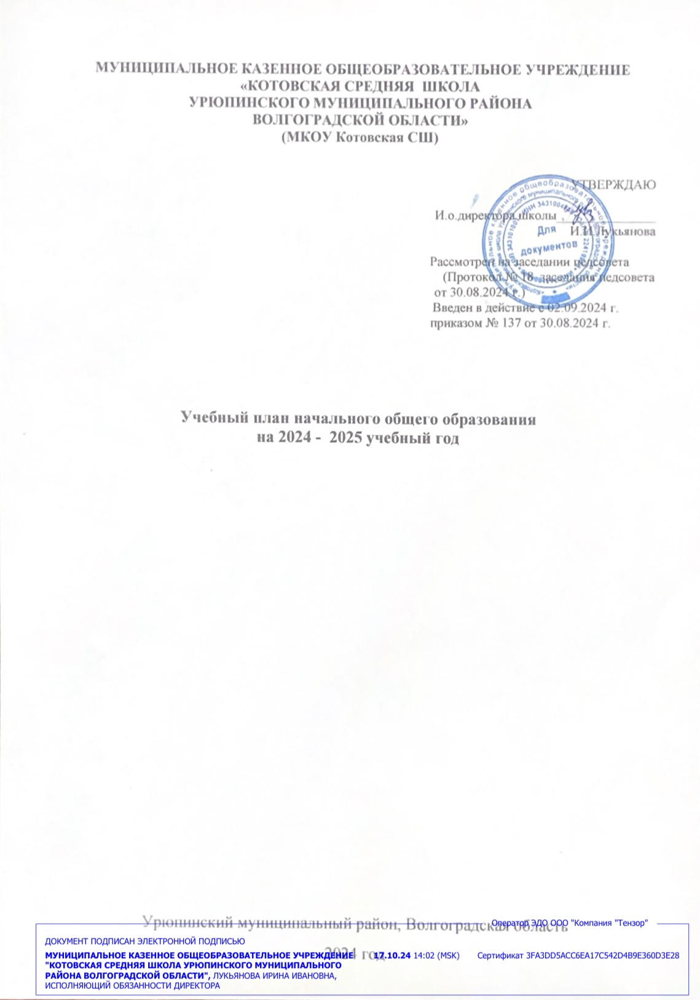 МУНИЦИПАЛЬНОЕ КАЗЕННОЕ ОБЩЕОБРАЗОВАТЕЛЬНОЕ УЧРЕЖДЕНИЕ
«КОТОВСКАЯ СРЕДНЯЯ ШКОЛА
УРЮПИНСКОГО МУНИЦИПАЛЬНОГО РАЙОНА
ВОЛГОГРАДСКОЙ ОБЛАСТИ»
(МКОУ Котовская СШ)
УТВЕРЖДАЮ
И.о.директора школы
И.И.Лукьянова
Для
документов
Рассмотрен на заседании педсовета
(Протокол № 18 заседания педсовета
от 30.08.2024 г.)
Введен в действие с 02.09.2024 г.
приказом № 137 от 30.08.2024 г.
Учебный план начального общего образования
на 2024 - 2025 учебный год
Урюпинский муниципальный район, Волгоградская область
2024 год
Оператор ЭДО ООО "Компания "Тензор"
ДОКУМЕНТ ПОДПИСАН ЭЛЕКТРОННОЙ ПОДПИСЬЮ
МУНИЦИПАЛЬНОЕ КАЗЕННОЕ ОБЩЕОБРАЗОВАТЕЛЬНОЕ УЧРЕЖДЕНИЕ 17.10.24 14:02 (MSK) Сертификат 3FA3DD5ACC6EA17C542D4B9E360D3E28
"КОТОВСКАЯ СРЕДНЯЯ ШКОЛА УРЮПИНСКОГО МУНИЦИПАЛЬНОГО
РАЙОНА ВОЛГОГРАДСКОЙ ОБЛАСТИ", ЛУКЬЯНОВА ИРИНА ИВАНОВНА,
ИСПОЛНЯЮЩИЙ ОБЯЗАННОСТИ ДИРЕКТОРА